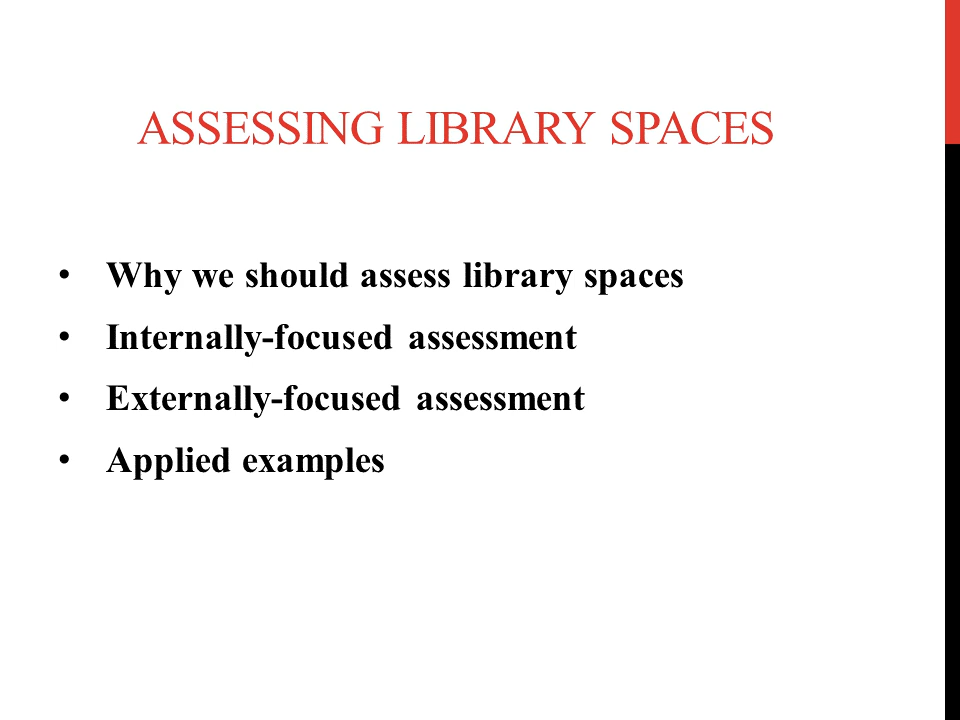 ASSESSING LIBRARY SPACES
• Why we should assess library spaces
• Internally-focused assessment
• Externally-focused assessment
• Applied examples